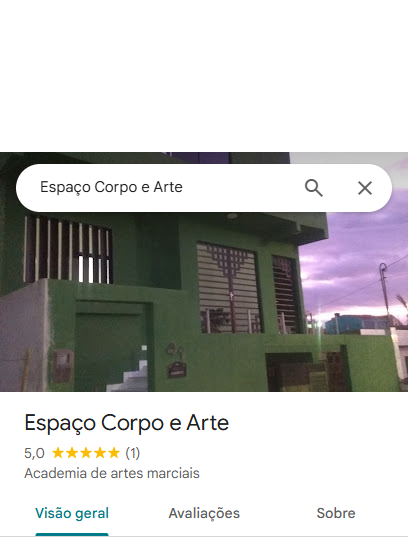 Espaço Corpo e Arte
Espaço Corpo e Arte
5,0 ★★★★★ (1)
Academia de artes marciais
Visão geral Avaliações Sobre